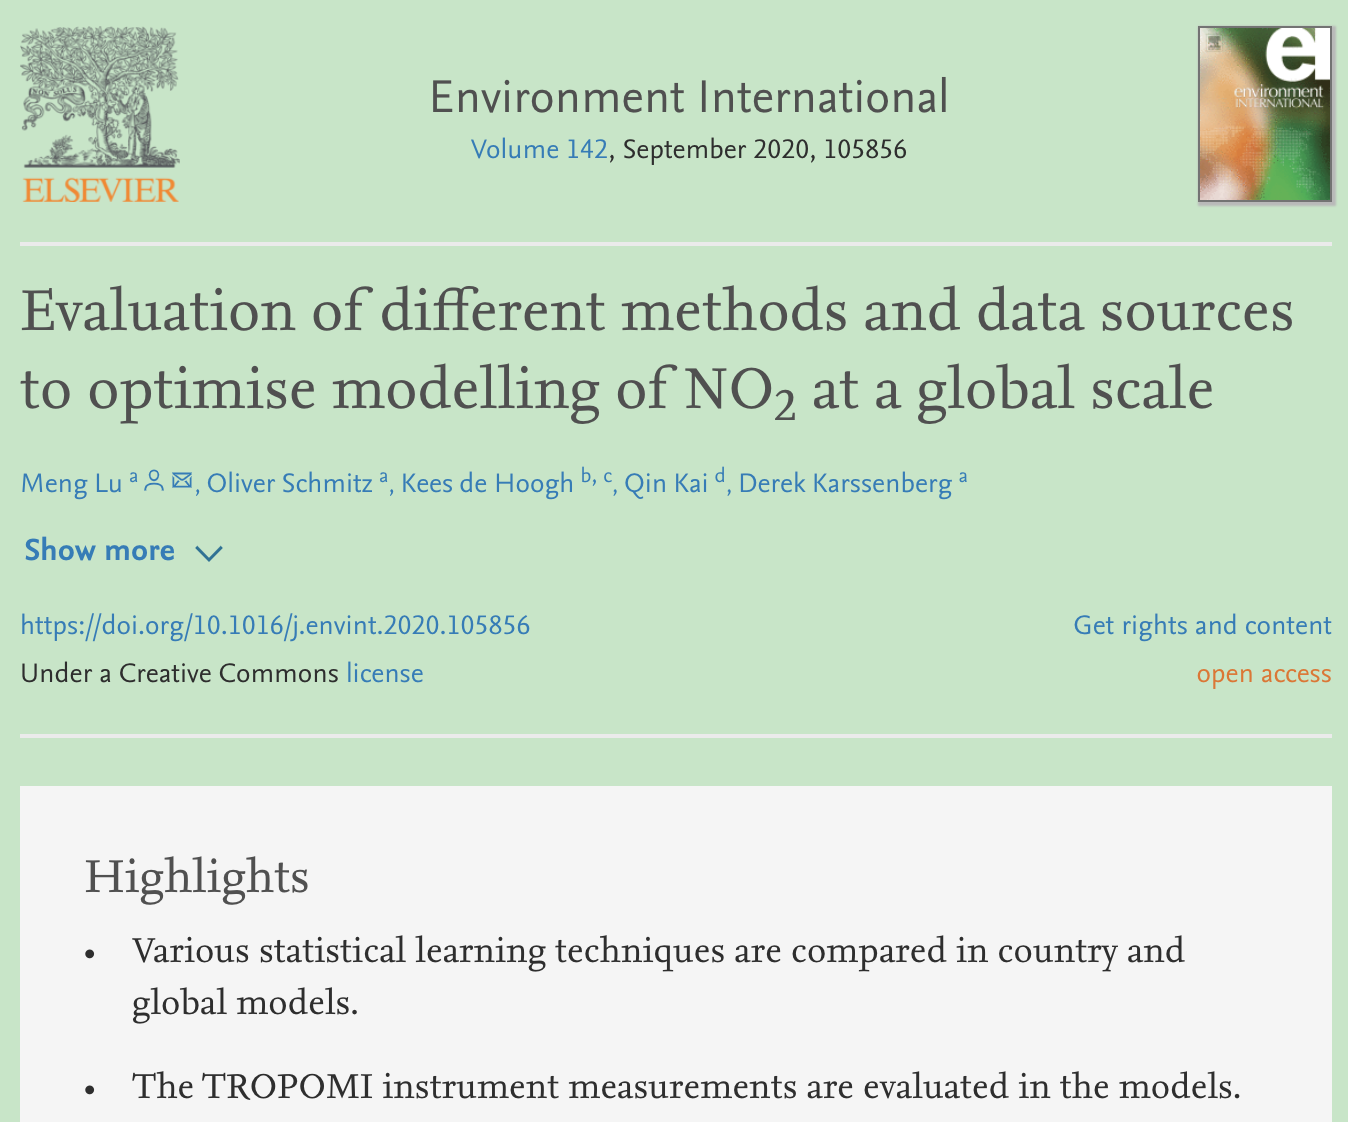 ELSEVIER
Environment International
Volume 142, September 2020, 105856
environment
INTERNATIONAL
Evaluation of different methods and data sources
to optimise modelling of NO₂ at a global scale
Meng Lu ᵃ, Oliver Schmitz ᵃ, Kees de Hoogh ᵇ, ᶜ, Qin Kai ᵈ, Derek Karssenberg ᵃ
Show more
https://doi.org/10.1016/j.envint.2020.105856
Get rights and content
Under a Creative Commons license
open access
Highlights
• Various statistical learning techniques are compared in country and
global models.
• The TROPOMI instrument measurements are evaluated in the models.